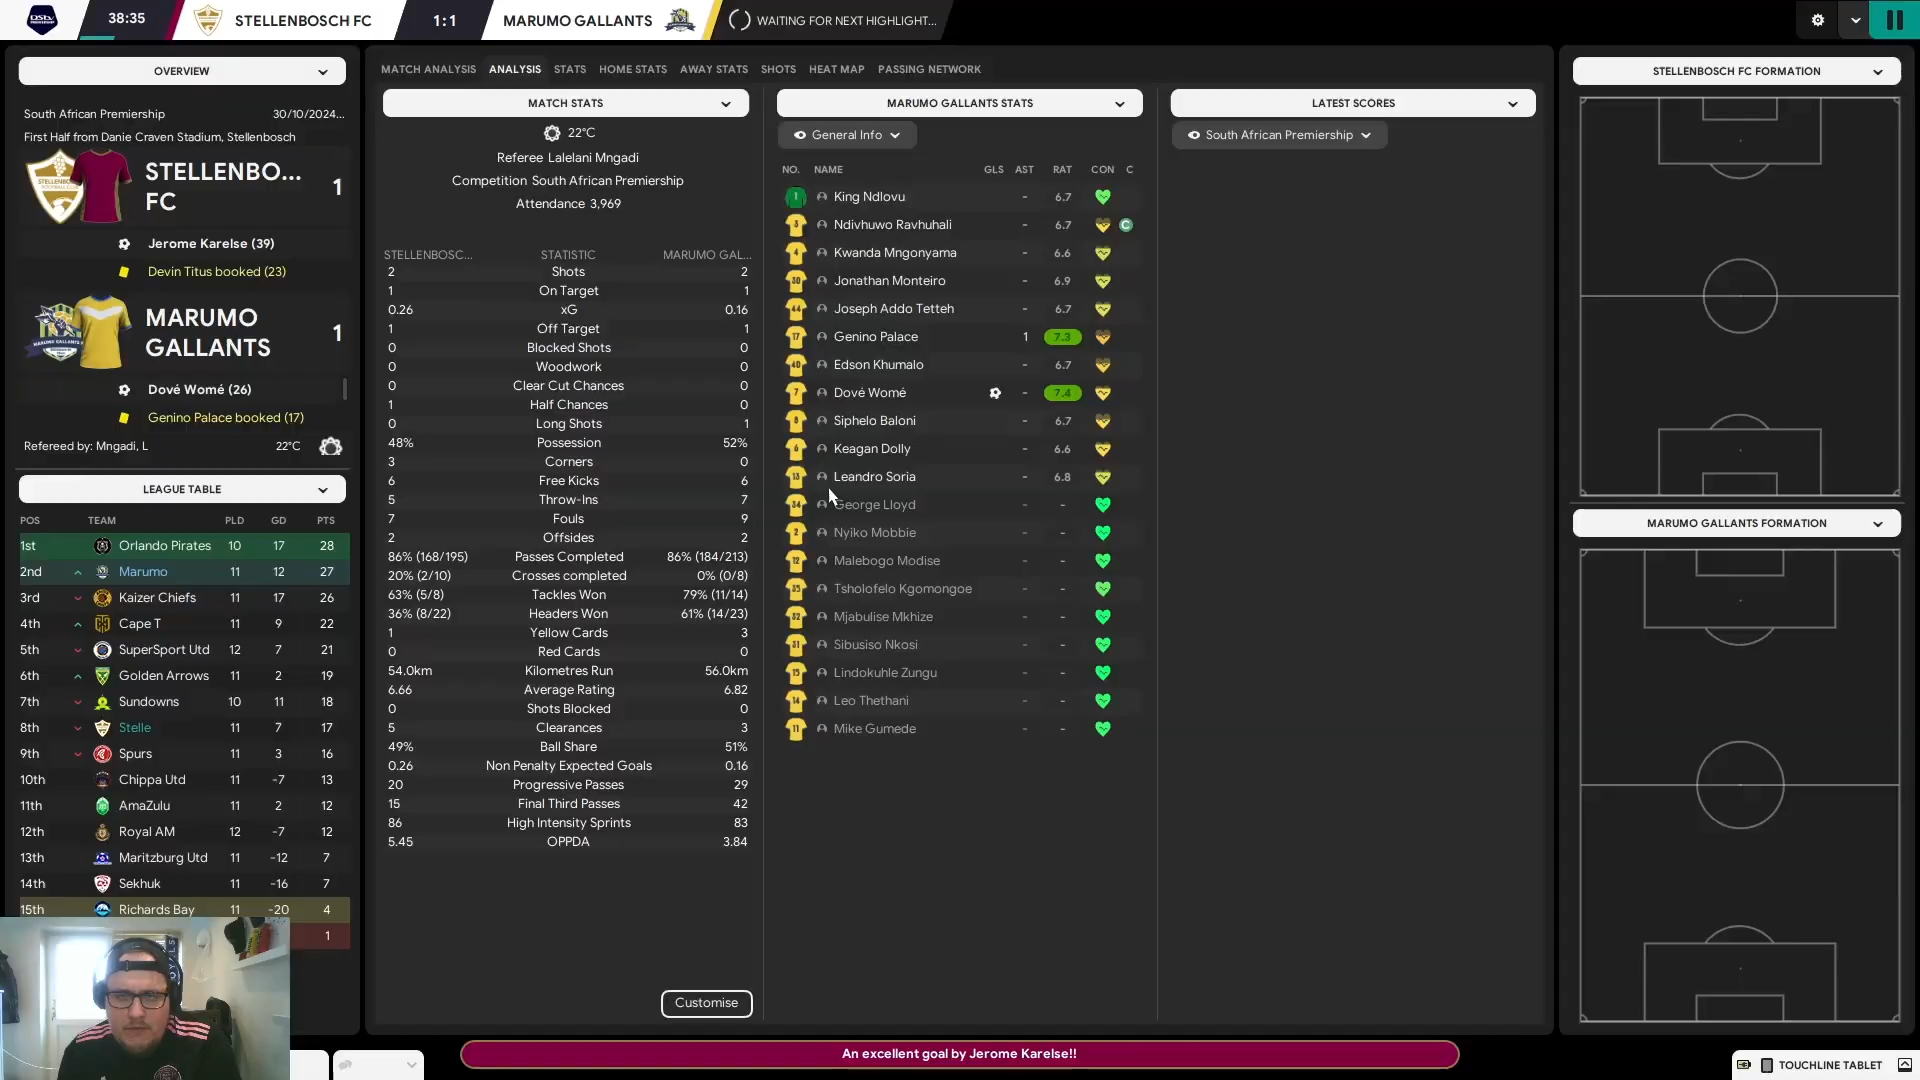 38:35
STELLENBOSCH FC
1:1
MARUMO GALLANTS
WAITING FOR NEXT HIGHLIGHT...
OVERVIEW
South African Premiership 30/10/2024...
First Half from Danie Craven Stadium, Stellenbosch
STELLENBO... FC 1
Jerome Karelse (39)
Devin Titus booked (23)
MARUMO GALLANTS 1
Dové Womé (26)
Genino Palace booked (17)
Refereed by: Mngadi, L 22°C
LEAGUE TABLE
POS TEAM PLD GD PTS
1st Orlando Pirates 10 17 28
2nd Marumo 11 12 27
3rd Kaizer Chiefs 11 17 26
4th Cape T 11 9 22
5th SuperSport Utd 12 7 21
6th Golden Arrows 11 2 19
7th Sundowns 10 11 18
8th Stelle 11 7 17
9th Spurs 11 3 16
10th Chippa Utd 11 -7 13
11th AmaZulu 11 2 12
12th Royal AM 12 -7 12
13th Maritzburg Utd 11 -12 7
14th Sekhuk 11 -16 7
15th Richards Bay 11 -20 4
1
MATCH ANALYSIS ANALYSIS STATS HOME STATS AWAY STATS SHOTS HEAT MAP PASSING NETWORK
MATCH STATS
22°C
Referee Lalelani Mngadi
Competition South African Premiership
Attendance 3,969
STELLENBOSC... STATISTIC MARUMO GAL...
2 Shots 2
1 On Target 1
0.26 xG 0.16
1 Off Target 1
0 Blocked Shots 0
0 Woodwork 0
0 Clear Cut Chances 0
1 Half Chances 0
0 Long Shots 1
48% Possession 52%
3 Corners 0
6 Free Kicks 6
5 Throw-Ins 7
7 Fouls 9
2 Offsides 2
86% (168/195) Passes Completed 86% (184/213)
20% (2/10) Crosses completed 0% (0/8)
63% (5/8) Tackles Won 79% (11/14)
36% (8/22) Headers Won 61% (14/23)
1 Yellow Cards 3
0 Red Cards 0
54.0km Kilometres Run 56.0km
6.66 Average Rating 6.82
0 Shots Blocked 0
5 Clearances 3
49% Ball Share 51%
0.26 Non Penalty Expected Goals 0.16
20 Progressive Passes 29
15 Final Third Passes 42
86 High Intensity Sprints 83
5.45 OPPDA 3.84
Customise
MARUMO GALLANTS STATS
General Info
NO. NAME GLS AST RAT CON C
1 King Ndlovu - 6.7
3 Ndivhuwo Ravhuhali - 6.7 C
4 Kwanda Mngonyama - 6.6
30 Jonathan Monteiro - 6.9
44 Joseph Addo Tetteh - 6.7
17 Genino Palace 1 7.3
40 Edson Khumalo - 6.7
7 Dové Womé - 7.4
8 Siphelo Baloni - 6.7
6 Keagan Dolly - 6.6
13 Leandro Soria - 6.8
34 George Lloyd - -
2 Nyiko Mobbie - -
12 Malebogo Modise - -
35 Tsholofelo Kgomongoe - -
32 Mjabulise Mkhize - -
31 Sibusiso Nkosi - -
15 Lindokuhle Zungu - -
14 Leo Thethani - -
11 Mike Gumede - -
LATEST SCORES
South African Premiership
STELLENBOSCH FC FORMATION
MARUMO GALLANTS FORMATION
An excellent goal by Jerome Karelse!!
TOUCHLINE TABLET